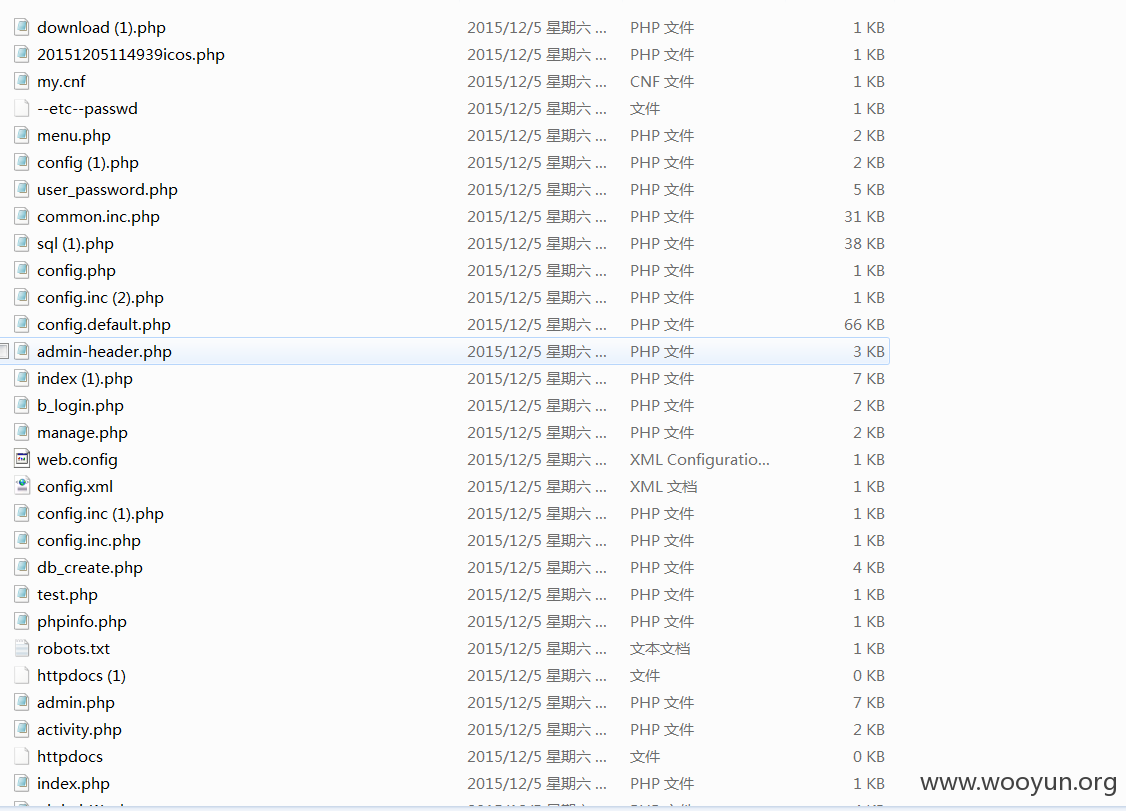 download (1).php 2015/12/5 星期六 ... PHP 文件 1 KB
20151205114939icos.php 2015/12/5 星期六 ... PHP 文件 1 KB
my.cnf 2015/12/5 星期六 ... CNF 文件 1 KB
--etc--passwd 2015/12/5 星期六 ... 文件 1 KB
menu.php 2015/12/5 星期六 ... PHP 文件 2 KB
config (1).php 2015/12/5 星期六 ... PHP 文件 2 KB
user_password.php 2015/12/5 星期六 ... PHP 文件 5 KB
common.inc.php 2015/12/5 星期六 ... PHP 文件 31 KB
sql (1).php 2015/12/5 星期六 ... PHP 文件 38 KB
config.php 2015/12/5 星期六 ... PHP 文件 1 KB
config.inc (2).php 2015/12/5 星期六 ... PHP 文件 1 KB
config.default.php 2015/12/5 星期六 ... PHP 文件 66 KB
admin-header.php 2015/12/5 星期六 ... PHP 文件 3 KB
index (1).php 2015/12/5 星期六 ... PHP 文件 7 KB
b_login.php 2015/12/5 星期六 ... PHP 文件 2 KB
manage.php 2015/12/5 星期六 ... PHP 文件 2 KB
web.config 2015/12/5 星期六 ... XML Configuratio... 1 KB
config.xml 2015/12/5 星期六 ... XML 文档 1 KB
config.inc (1).php 2015/12/5 星期六 ... PHP 文件 1 KB
config.inc.php 2015/12/5 星期六 ... PHP 文件 1 KB
db_create.php 2015/12/5 星期六 ... PHP 文件 4 KB
test.php 2015/12/5 星期六 ... PHP 文件 1 KB
phpinfo.php 2015/12/5 星期六 ... PHP 文件 1 KB
robots.txt 2015/12/5 星期六 ... 文本文档 1 KB
httpdocs (1) 2015/12/5 星期六 ... 文件 0 KB
admin.php 2015/12/5 星期六 ... PHP 文件 7 KB
activity.php 2015/12/5 星期六 ... PHP 文件 2 KB
httpdocs 2015/12/5 星期六 ... 文件 0 KB
index.php 2015/12/5 星期六 ... PHP 文件 1 KB
www.wooyun.org